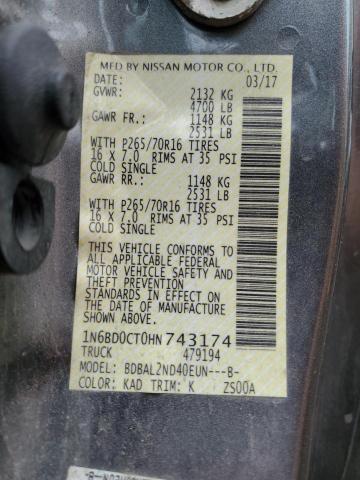 MFD BY NISSAN MOTOR CO., LTD.
DATE: 03/17
GVWR: 2132 KG
4700 LB
GAWR FR.: 1148 KG
2531 LB
WITH P265/70R16 TIRES
16 X 7.0 RIMS AT 35 PSI
COLD SINGLE
GAWR RR.: 1148 KG
2531 LB
WITH P265/70R16 TIRES
16 X 7.0 RIMS AT 35 PSI
COLD SINGLE
THIS VEHICLE CONFORMS TO
ALL APPLICABLE FEDERAL
MOTOR VEHICLE SAFETY AND
THEFT PREVENTION
STANDARDS IN EFFECT ON
THE DATE OF MANUFACTURE
1N6BD0CT0HN 743174
TRUCK 479194
MODEL: BDBAL2ND40EUN---B-
COLOR: KAD TRIM: K ZS00A